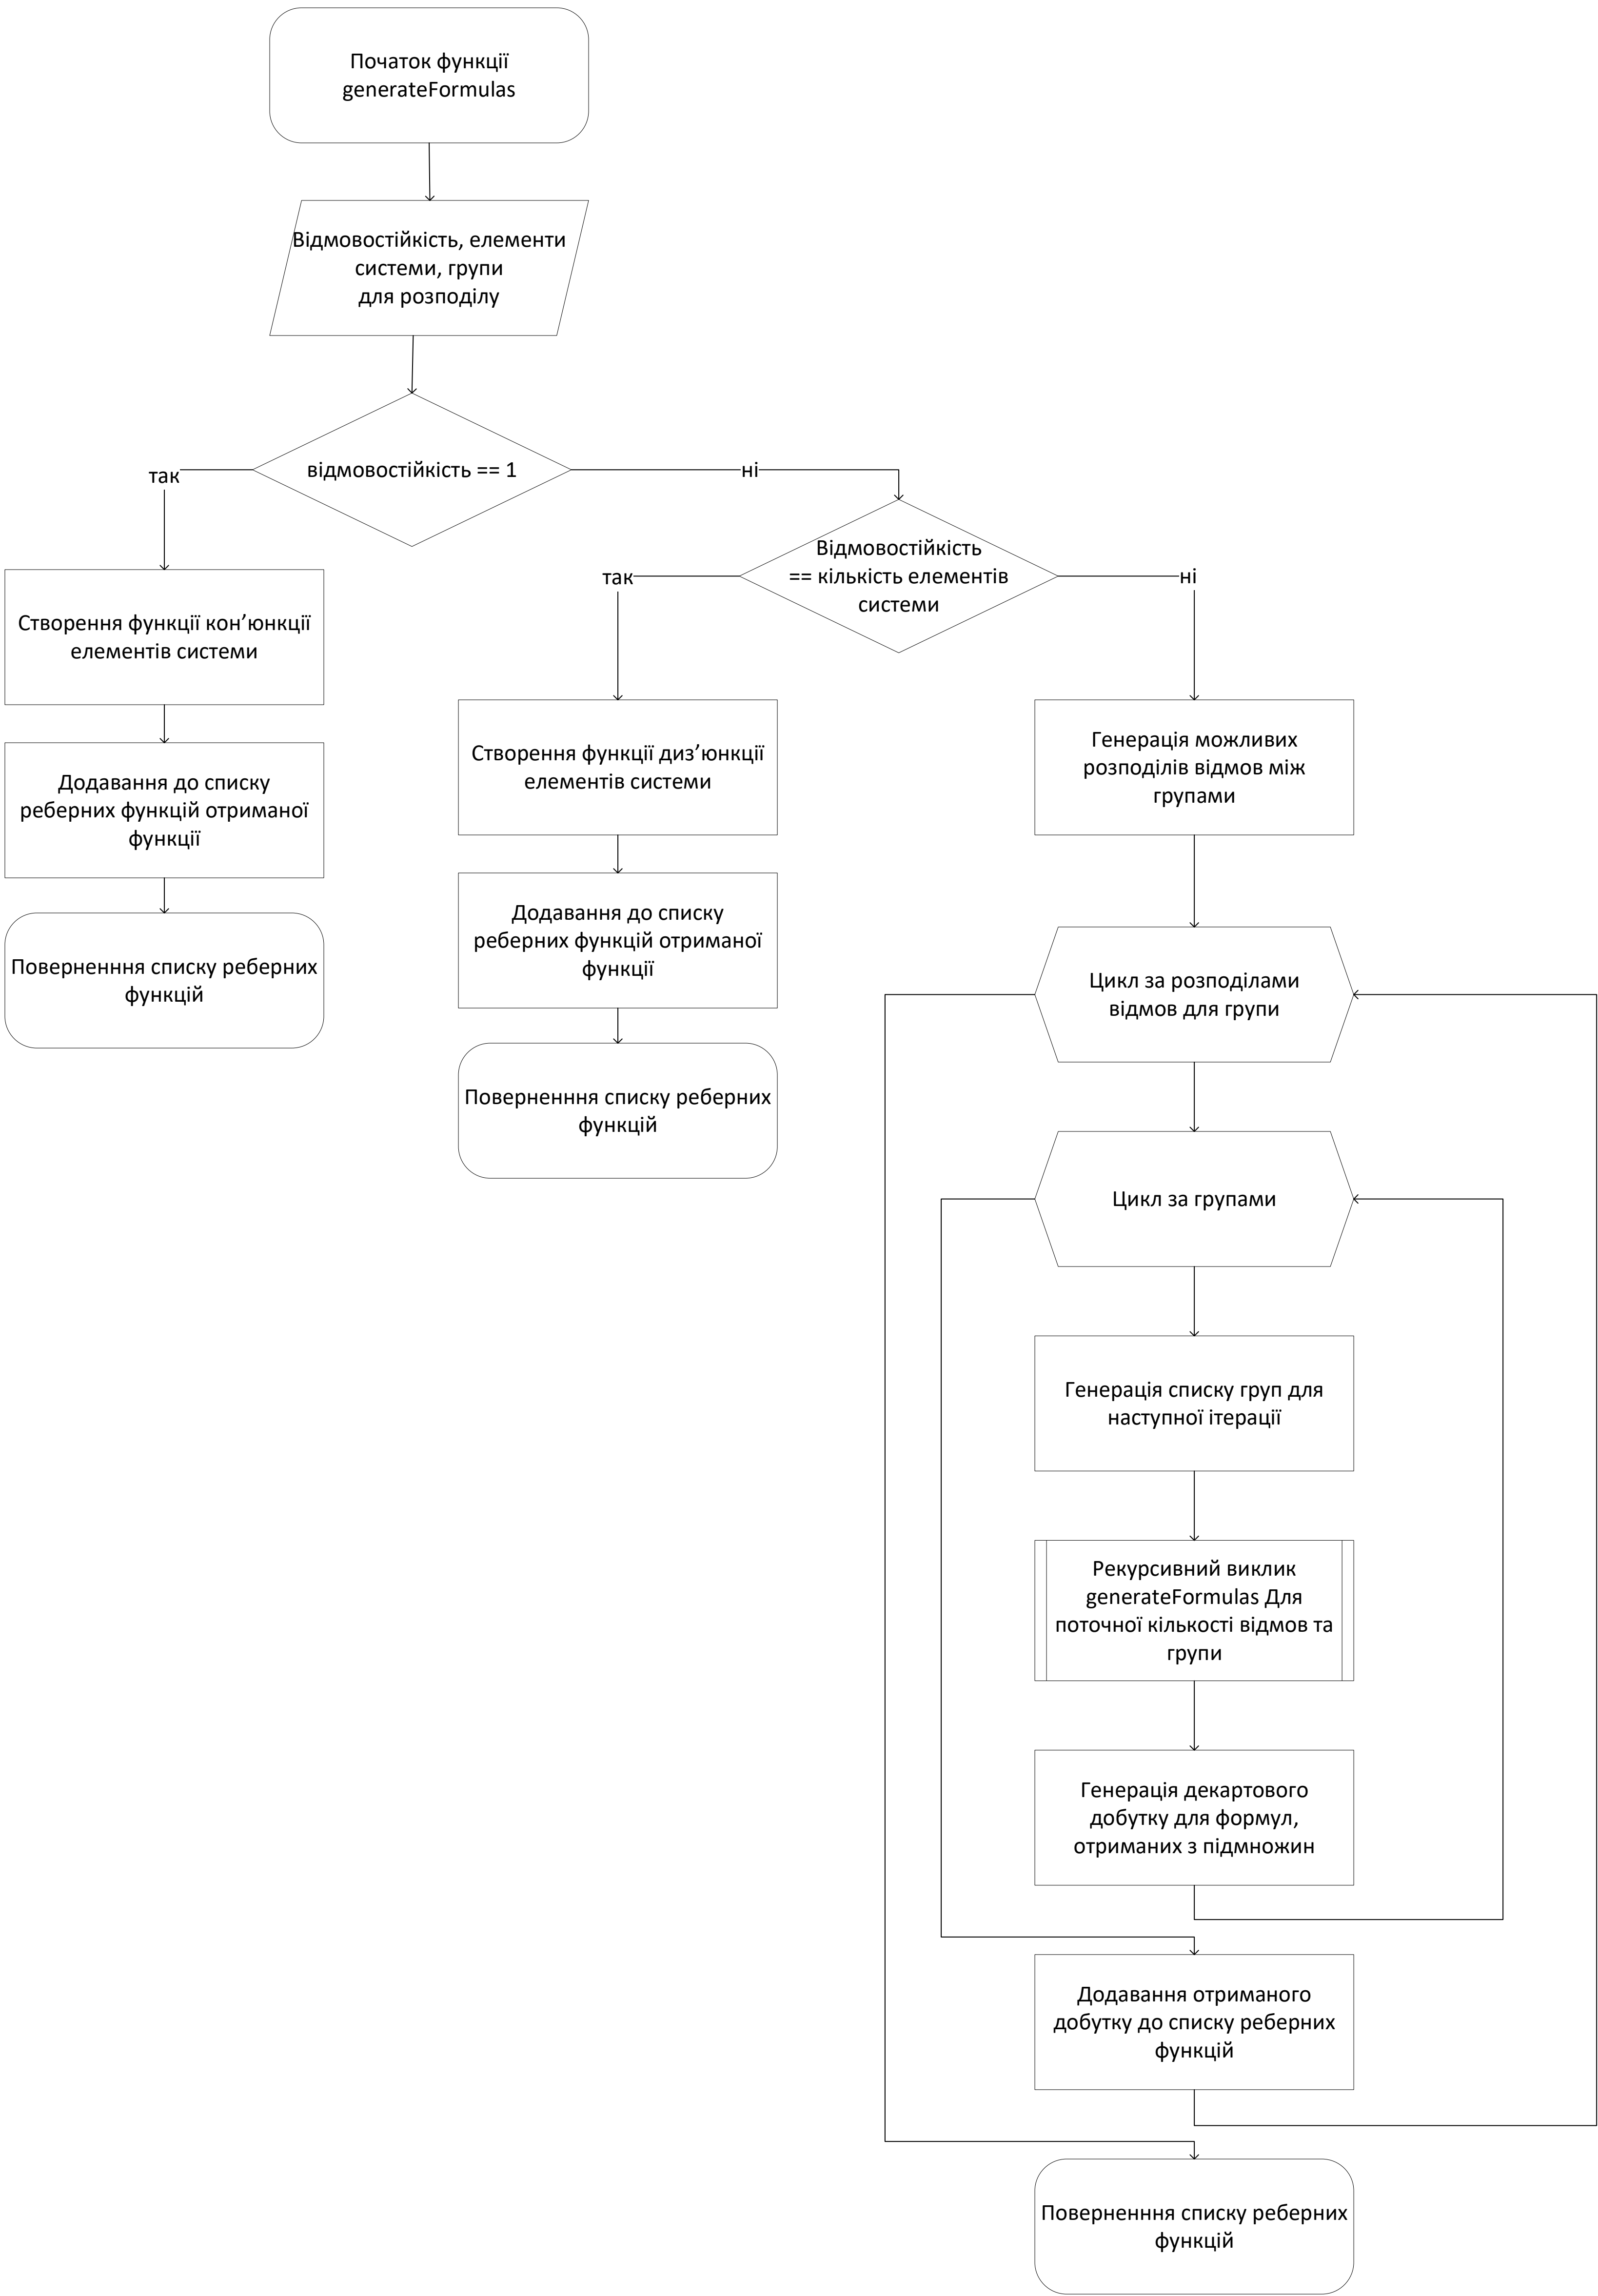 Початок функції
generateFormulas
Відмовостійкість, елементи
системи, групи
для розподілу
відмовостійкість == 1
так
ні
Відмовостійкість
== кількість елементів
системи
так
ні
Створення функції кон’юнкції
елементів системи
Додавання до списку
реберних функцій отриманої
функції
Поверненння списку реберних
функцій
Створення функції диз’юнкції
елементів системи
Додавання до списку
реберних функцій отриманої
функції
Поверненння списку реберних
функцій
Генерація можливих
розподілів відмов між
групами
Цикл за розподілами
відмов для групи
Цикл за групами
Генерація списку груп для
наступної ітерації
Рекурсивний виклик
generateFormulas Для
поточної кількості відмов та
групи
Генерація декартового
добутку для формул,
отриманих з підмножин
Додавання отриманого
добутку до списку реберних
функцій
Поверненння списку реберних
функцій